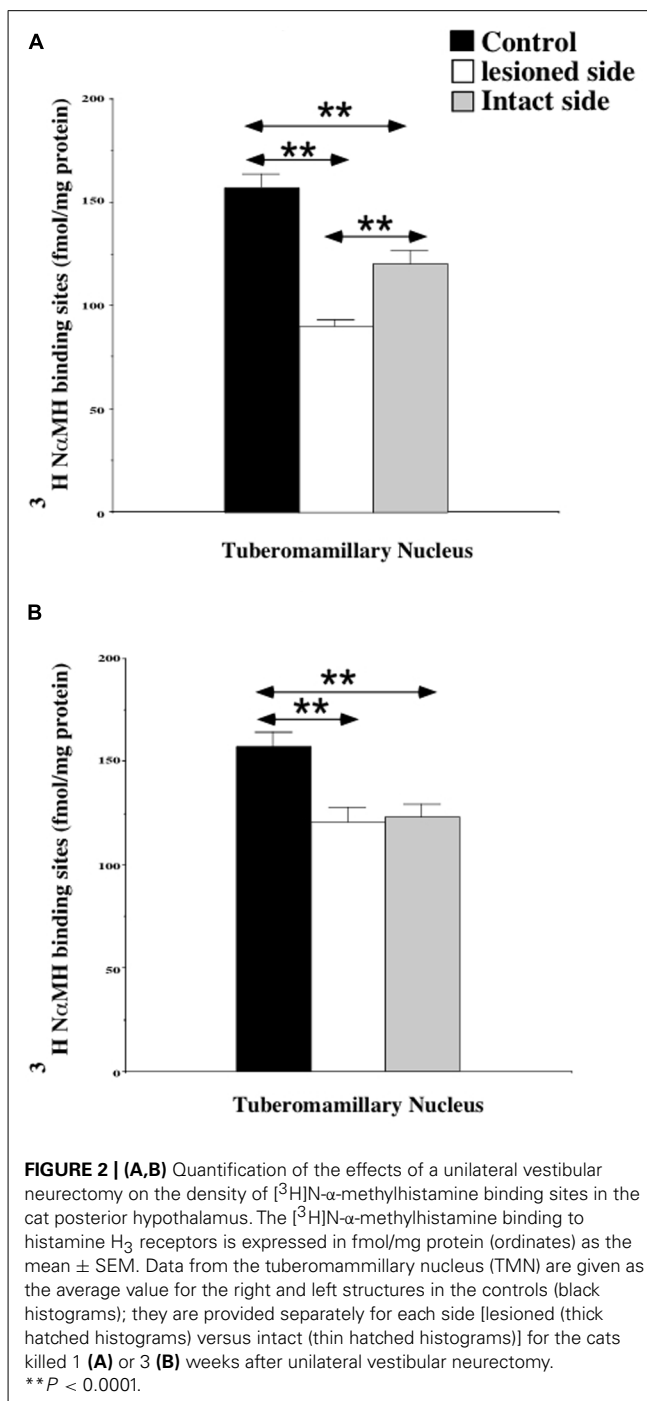 A
Control
lesioned side
Intact side
200
150
100
50
0
**
**
**
3
H NαMH binding sites (fmol/mg protein)
Tuberomamillary Nucleus
B
200
150
100
50
0
**
**
3
H NαMH binding sites (fmol/mg protein)
Tuberomamillary Nucleus
FIGURE 2 | (A,B) Quantification of the effects of a unilateral vestibular
neurectomy on the density of [³H]N-α-methylhistamine binding sites in the
cat posterior hypothalamus. The [³H]N-α-methylhistamine binding to
histamine H₃ receptors is expressed in fmol/mg protein (ordinates) as the
mean ± SEM. Data from the tuberomammillary nucleus (TMN) are given as
the average value for the right and left structures in the controls (black
histograms); they are provided separately for each side [lesioned (thick
hatched histograms) versus intact (thin hatched histograms)] for the cats
killed 1 (A) or 3 (B) weeks after unilateral vestibular neurectomy.
**P < 0.0001.